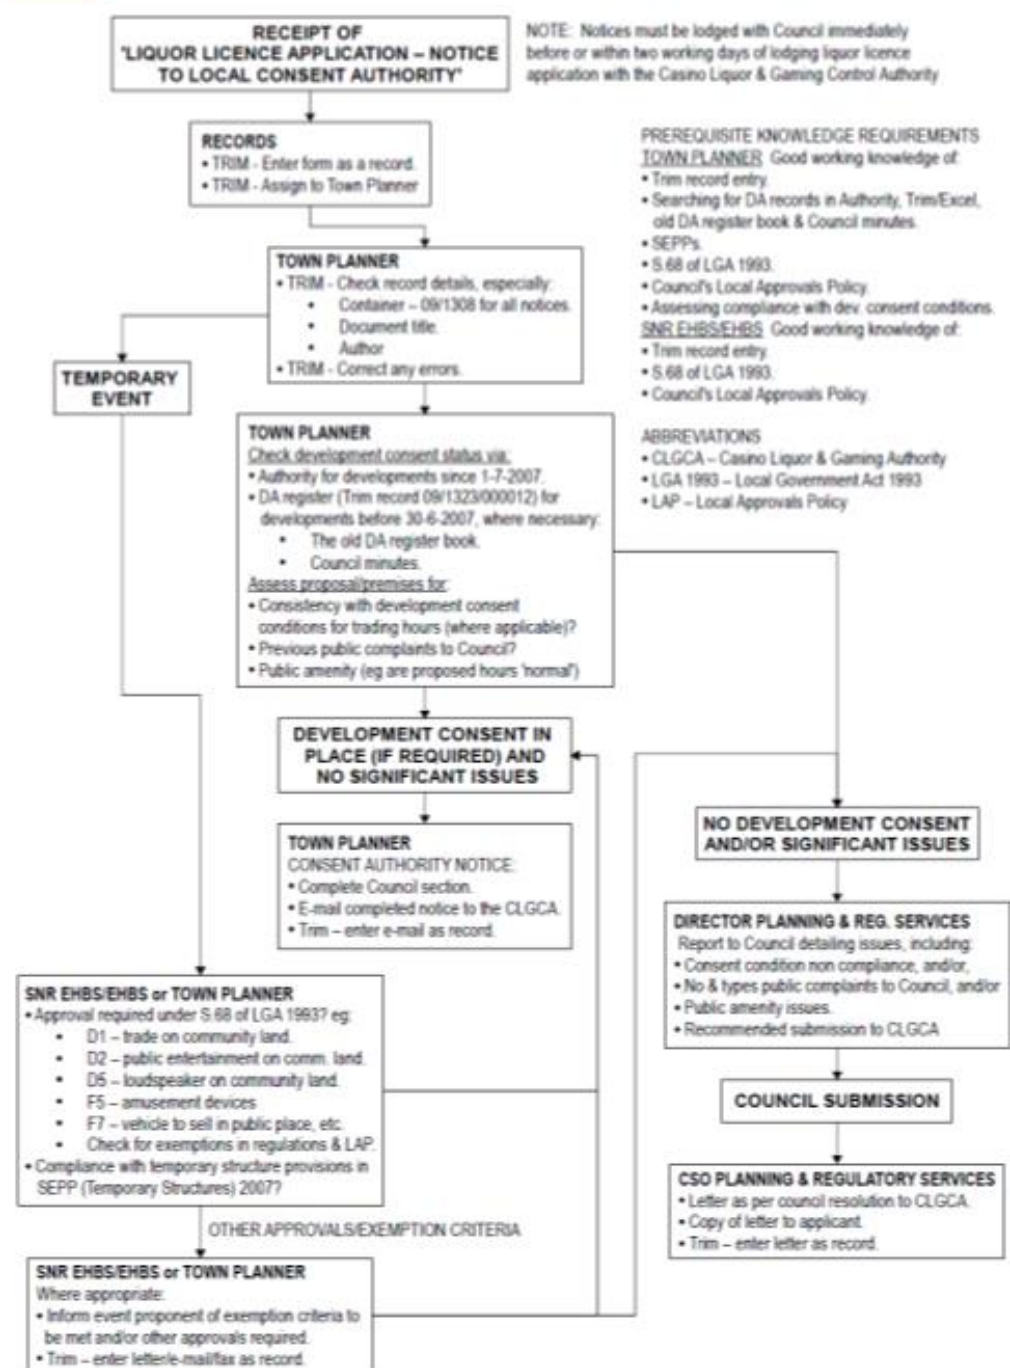 RECEIPT OF
'LIQUOR LICENCE APPLICATION – NOTICE
TO LOCAL CONSENT AUTHORITY'
NOTE: Notices must be lodged with Council immediately
before or within two working days of lodging liquor licence
application with the Casino Liquor & Gaming Control Authority
RECORDS
• TRIM - Enter form as a record.
• TRIM - Assign to Town Planner
PREREQUISITE KNOWLEDGE REQUIREMENTS
TOWN PLANNER Good working knowledge of:
• Trim record entry.
• Searching for DA records in Authority, Trim/Excel,
old DA register book & Council minutes.
• SEPPs.
• S.68 of LGA 1993.
• Council's Local Approvals Policy.
• Assessing compliance with dev. consent conditions.
SNR EHBS/EHBS Good working knowledge of:
• Trim record entry.
• S.68 of LGA 1993.
• Council's Local Approvals Policy.
ABBREVIATIONS
• CLGCA – Casino Liquor & Gaming Authority
• LGA 1993 – Local Government Act 1993
• LAP – Local Approvals Policy
TOWN PLANNER
• TRIM - Check record details, especially:
• Container – 09/1308 for all notices.
• Document title.
• Author
• TRIM - Correct any errors.
TEMPORARY
EVENT
TOWN PLANNER
Check development consent status via:
• Authority for developments since 1-7-2007.
• DA register (Trim record 09/1323/000012) for
developments before 30-6-2007, where necessary:
• The old DA register book.
• Council minutes.
Assess proposal/premises for:
• Consistency with development consent
conditions for trading hours (where applicable)?
• Previous public complaints to Council?
• Public amenity (eg are proposed hours 'normal')
DEVELOPMENT CONSENT IN
PLACE (IF REQUIRED) AND
NO SIGNIFICANT ISSUES
TOWN PLANNER
CONSENT AUTHORITY NOTICE:
• Complete Council section.
• E-mail completed notice to the CLGCA.
• Trim – enter e-mail as record.
NO DEVELOPMENT CONSENT
AND/OR SIGNIFICANT ISSUES
DIRECTOR PLANNING & REG. SERVICES
Report to Council detailing issues, including:
• Consent condition non compliance, and/or,
• No & types public complaints to Council, and/or
• Public amenity issues.
• Recommended submission to CLGCA
COUNCIL SUBMISSION
CSO PLANNING & REGULATORY SERVICES
• Letter as per council resolution to CLGCA.
• Copy of letter to applicant.
• Trim – enter letter as record.
SNR EHBS/EHBS or TOWN PLANNER
• Approval required under S.68 of LGA 1993? eg:
• D1 – trade on community land.
• D2 – public entertainment on comm. land.
• D5 – loudspeaker on community land.
• F5 – amusement devices
• F7 – vehicle to sell in public place, etc.
• Check for exemptions in regulations & LAP.
• Compliance with temporary structure provisions in
SEPP (Temporary Structures) 2007?
OTHER APPROVALS/EXEMPTION CRITERIA
SNR EHBS/EHBS or TOWN PLANNER
Where appropriate:
• Inform event proponent of exemption criteria to
be met and/or other approvals required.
• Trim – enter letter/e-mail/fax as record.